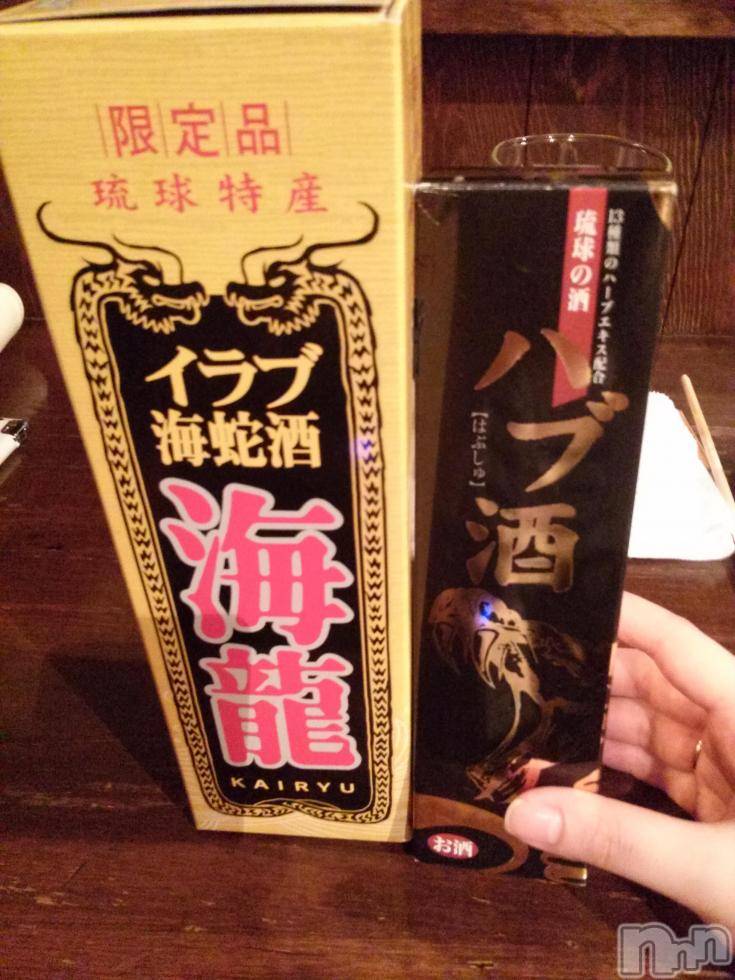 限定品
琉球特産
イラブ
海蛇酒
海龍
KAIRYU
13種類のハーブエキス配合
琉球の酒
ハブ酒
【はぶしゅ】
お酒
nnn